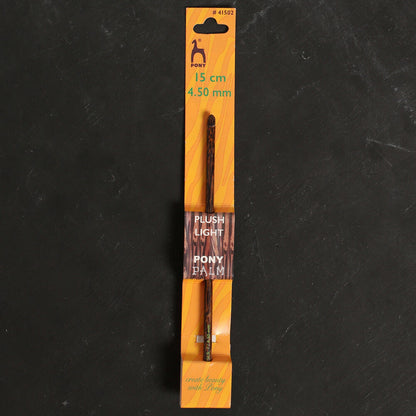 # 41502
PONY
15 cm
4.50 mm
PLUSH
LIGHT
PONY
PALM
create beauty
with Pony